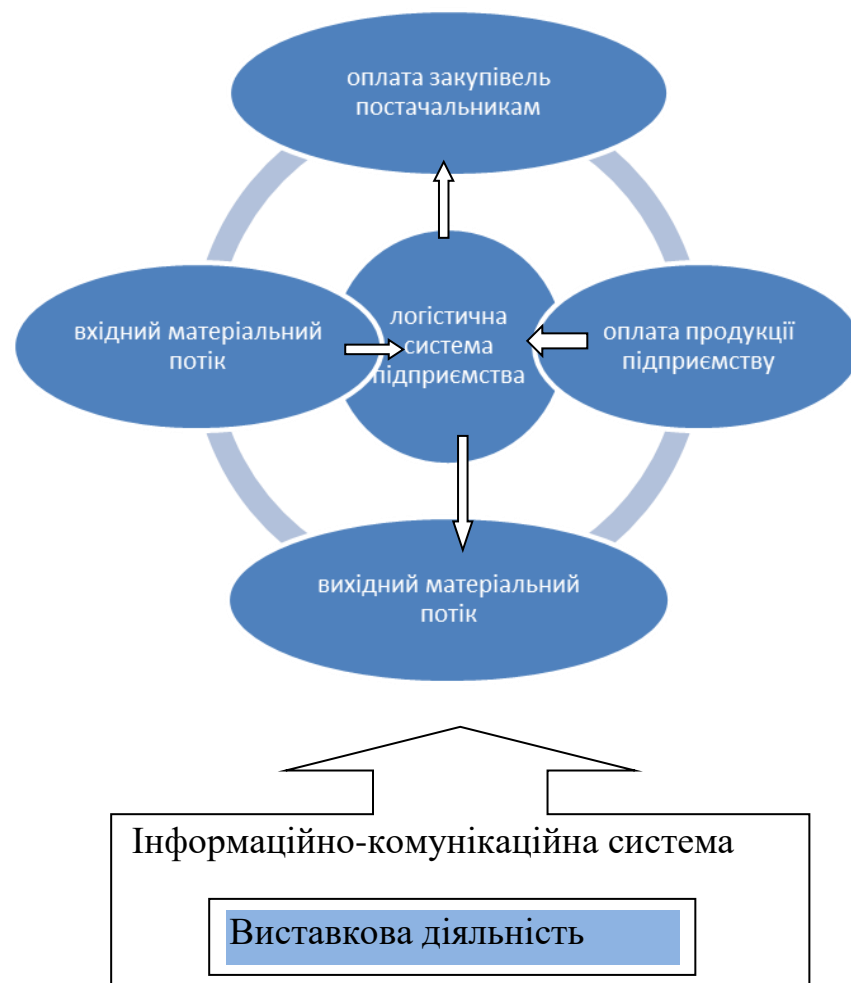 оплата закупівель
постачальникам
вхідний матеріальний
потік
логістична
система
підприємства
оплата продукції
підприємству
вихідний матеріальний
потік
Інформаційно-комунікаційна система
Виставкова діяльність